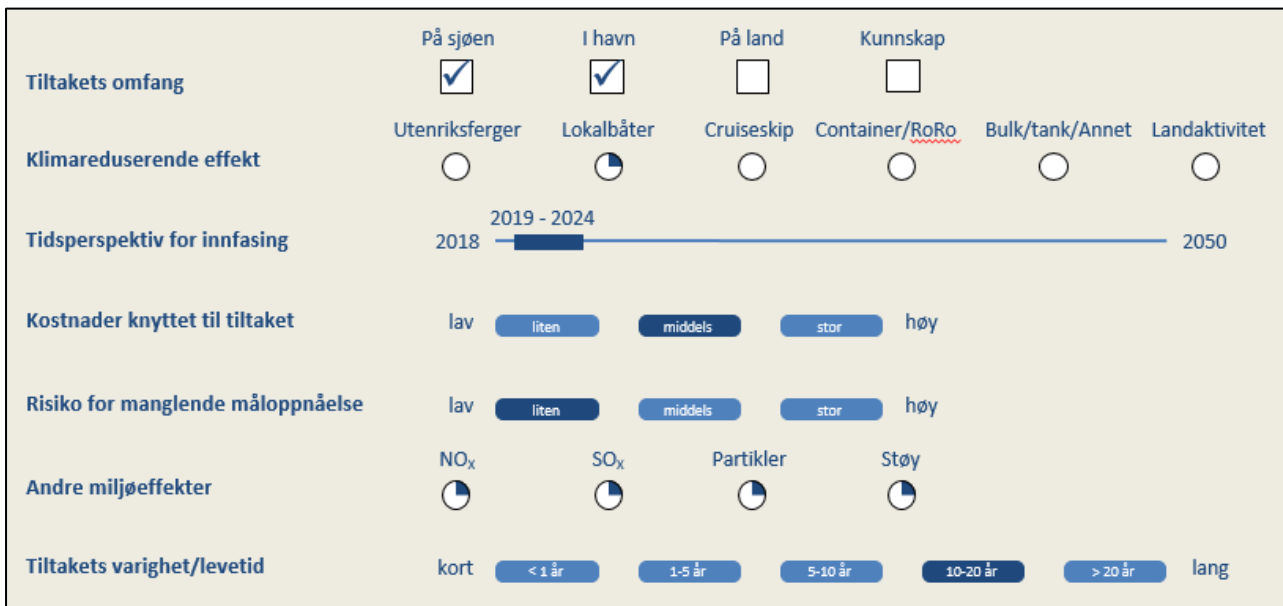 På sjøen I havn På land Kunnskap
Tiltakets omfang
Utenriksferger Lokalbåter Cruiseskip Container/RoRo Bulk/tank/Annet Landaktivitet
Klimareduserende effekt
2019 - 2024
Tidsperspektiv for innfasing 2018 2050
Kostnader knyttet til tiltaket lav liten middels stor høy
Risiko for manglende måloppnåelse lav liten middels stor høy
NOx SOx Partikler Støy
Andre miljøeffekter
Tiltakets varighet/levetid kort < 1 år 1-5 år 5-10 år 10-20 år > 20 år lang